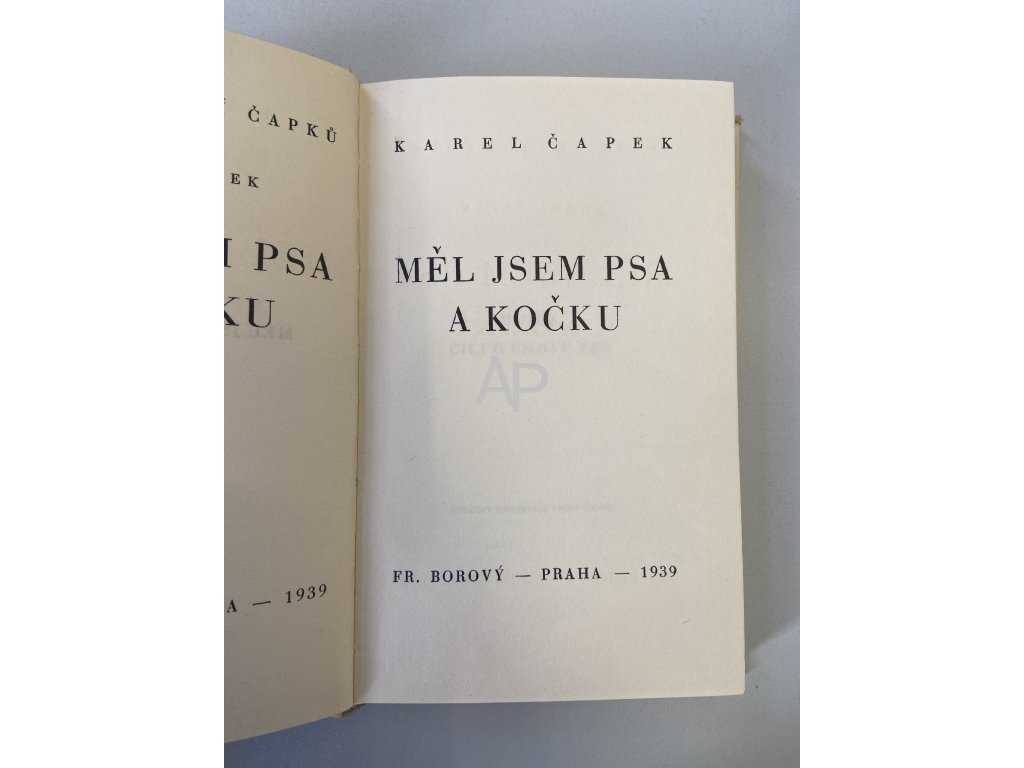 ČAPKŮ
EK
PSA
KU
A — 1939
KAREL ČAPEK
MĚL JSEM PSA
A KOČKU
AP
FR. BOROVÝ — PRAHA — 1939